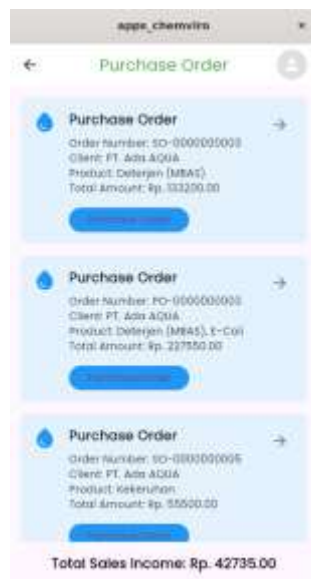 apps_chemviro
Purchase Order
Purchase Order
Order Number: SO-0000000003
Client: PT. Ada AQUA
Product: Deterjen (MBAS)
Total Amount: Rp. 133200.00
Purchase Order
Order Number: PO-0000000003
Client: PT. Ada AQUA
Product: Deterjen (MBAS), E-Coli
Total Amount: Rp. 227550.00
Purchase Order
Order Number: SO-0000000005
Client: PT. Ada AQUA
Product: Kekeruhan
Total Amount: Rp. 55500.00
Total Sales Income: Rp. 42735.00